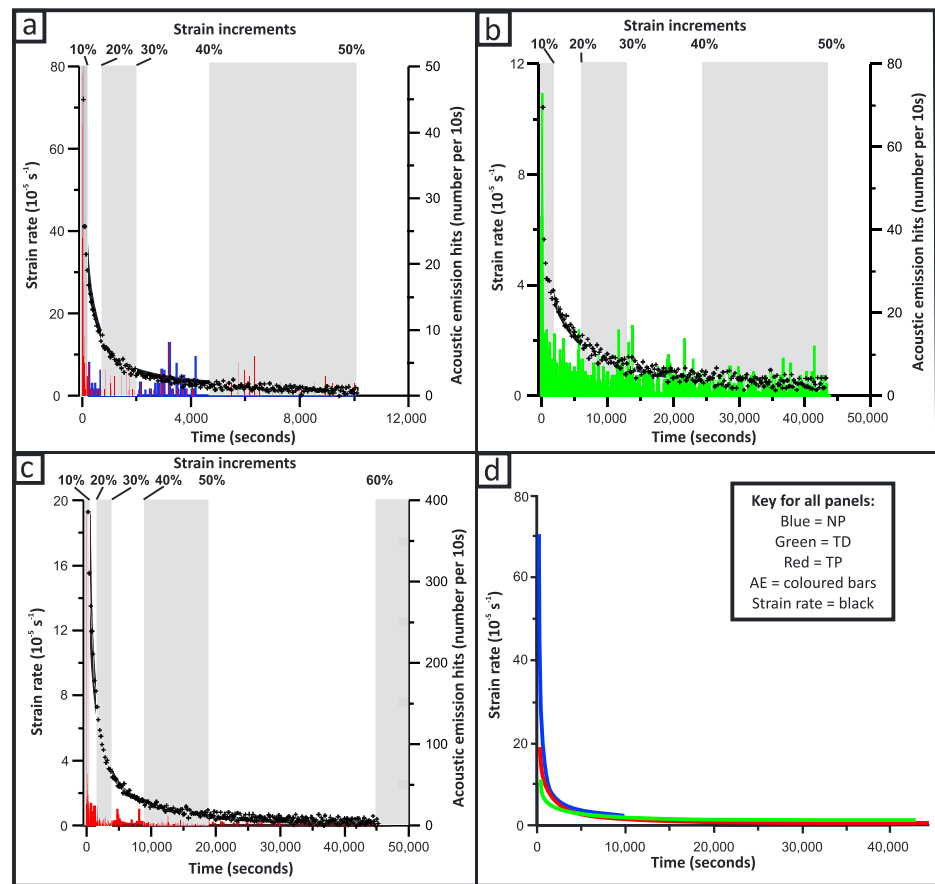 a
Strain increments
10% 20% 30% 40% 50%
80
60
40
20
0
Strain rate (10⁻⁵ s⁻¹)
50
40
30
20
10
0
Acoustic emission hits (number per 10s)
0 4,000 8,000 12,000
Time (seconds)
b
Strain increments
10% 20% 30% 40% 50%
12
8
4
0
Strain rate (10⁻⁵ s⁻¹)
80
60
40
20
0
Acoustic emission hits (number per 10s)
0 10,000 20,000 30,000 40,000 50,000
Time (seconds)
c
Strain increments
10% 20% 30% 40% 50% 60%
20
16
12
8
4
0
Strain rate (10⁻⁵ s⁻¹)
400
300
200
100
0
Acoustic emission hits (number per 10s)
0 10,000 20,000 30,000 40,000 50,000
Time (seconds)
d
80
60
40
20
0
Strain rate (10⁻⁵ s⁻¹)
Key for all panels:
Blue = NP
Green = TD
Red = TP
AE = coloured bars
Strain rate = black
0 10,000 20,000 30,000 40,000
Time (seconds)